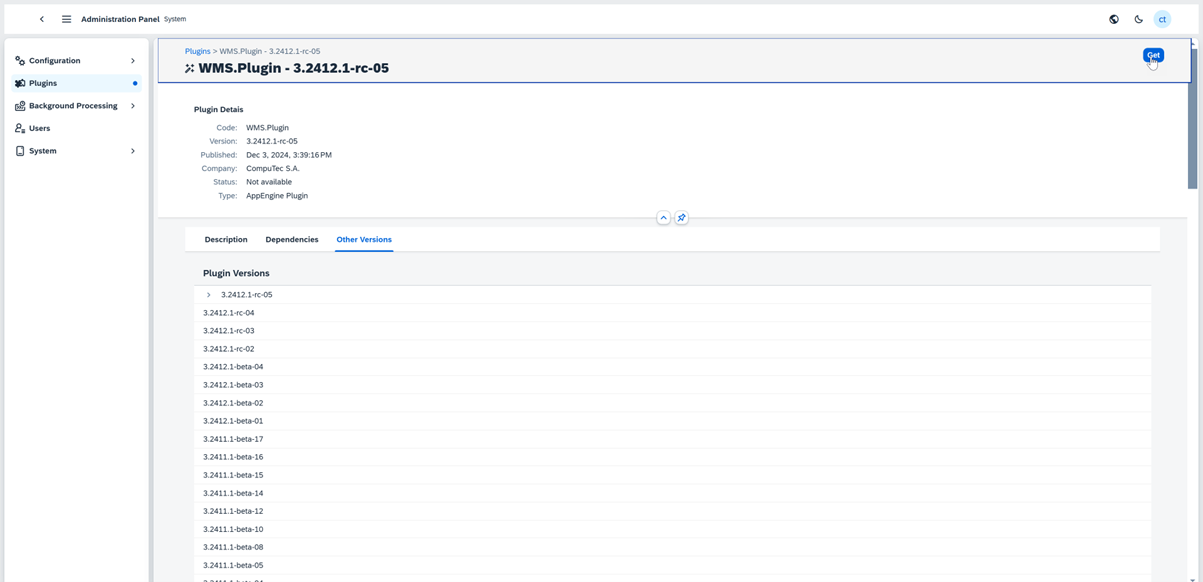 Administration Panel System
ct
Configuration
Plugins
Background Processing
Users
System
Plugins > WMS.Plugin - 3.2412.1-rc-05
WMS.Plugin - 3.2412.1-rc-05
Get
Plugin Detais
Code: WMS.Plugin
Version: 3.2412.1-rc-05
Published: Dec 3, 2024, 3:39:16 PM
Company: CompuTec S.A.
Status: Not available
Type: AppEngine Plugin
Description Dependencies Other Versions
Plugin Versions
3.2412.1-rc-05
3.2412.1-rc-04
3.2412.1-rc-03
3.2412.1-rc-02
3.2412.1-beta-04
3.2412.1-beta-03
3.2412.1-beta-02
3.2412.1-beta-01
3.2411.1-beta-17
3.2411.1-beta-16
3.2411.1-beta-15
3.2411.1-beta-14
3.2411.1-beta-12
3.2411.1-beta-10
3.2411.1-beta-08
3.2411.1-beta-05